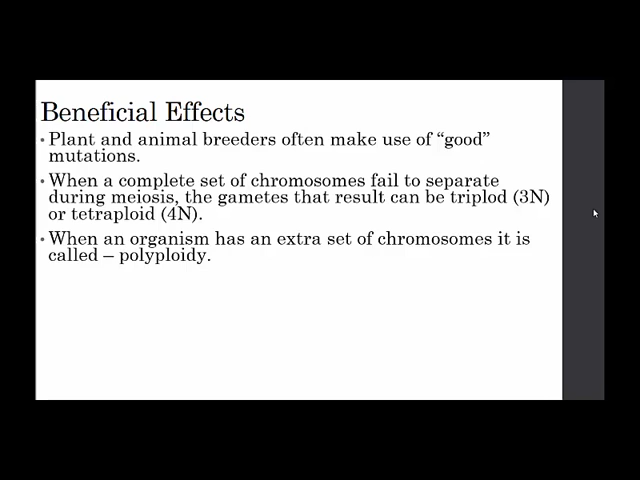 Beneficial Effects
• Plant and animal breeders often make use of “good”
mutations.
• When a complete set of chromosomes fail to separate
during meiosis, the gametes that result can be triplod (3N)
or tetraploid (4N).
• When an organism has an extra set of chromosomes it is
called – polyploidy.